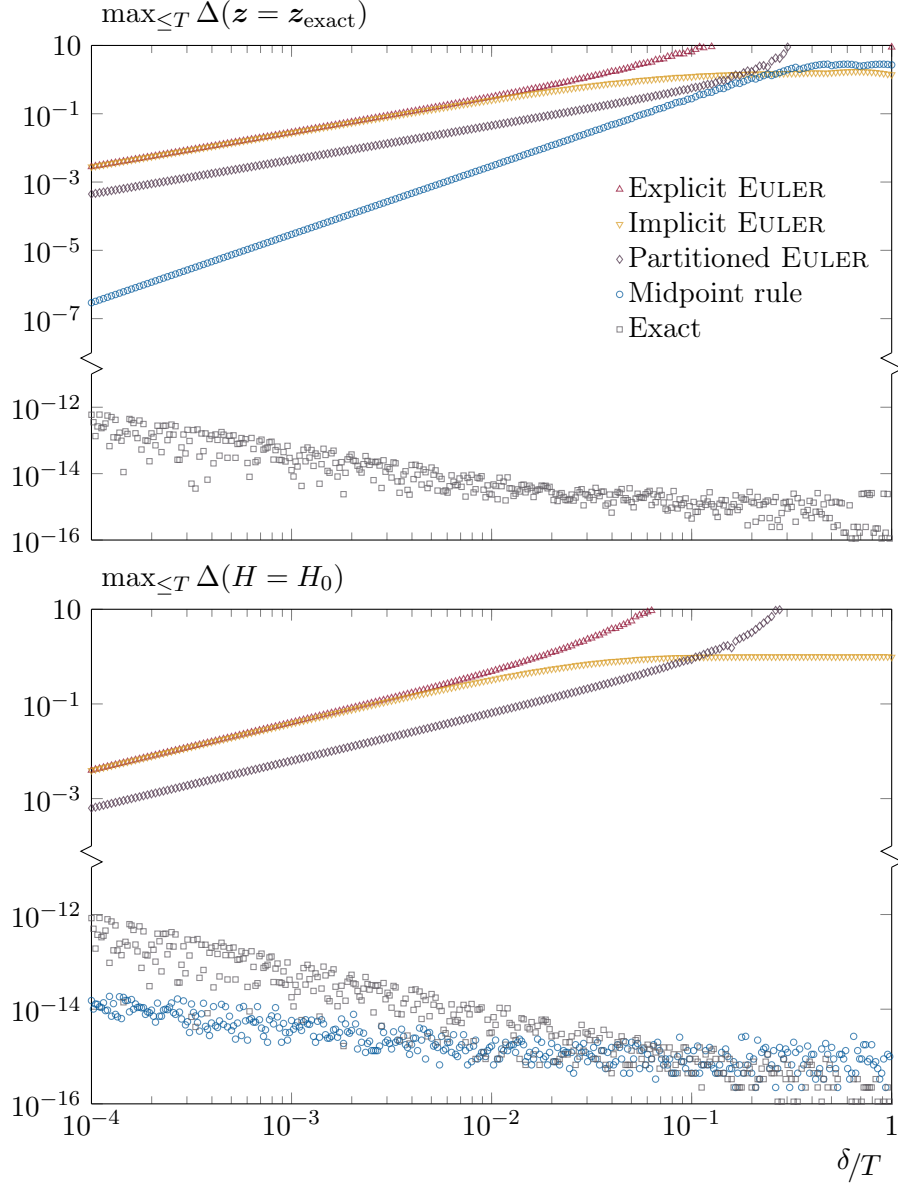 max≤T Δ(z = z_exact)
10
10⁻¹
10⁻³
10⁻⁵
10⁻⁷
Explicit EULER
Implicit EULER
Partitioned EULER
Midpoint rule
Exact
10⁻¹²
10⁻¹⁴
10⁻¹⁶
max≤T Δ(H = H₀)
10
10⁻¹
10⁻³
10⁻¹²
10⁻¹⁴
10⁻¹⁶
10⁻⁴ 10⁻³ 10⁻² 10⁻¹ 1
δ/T